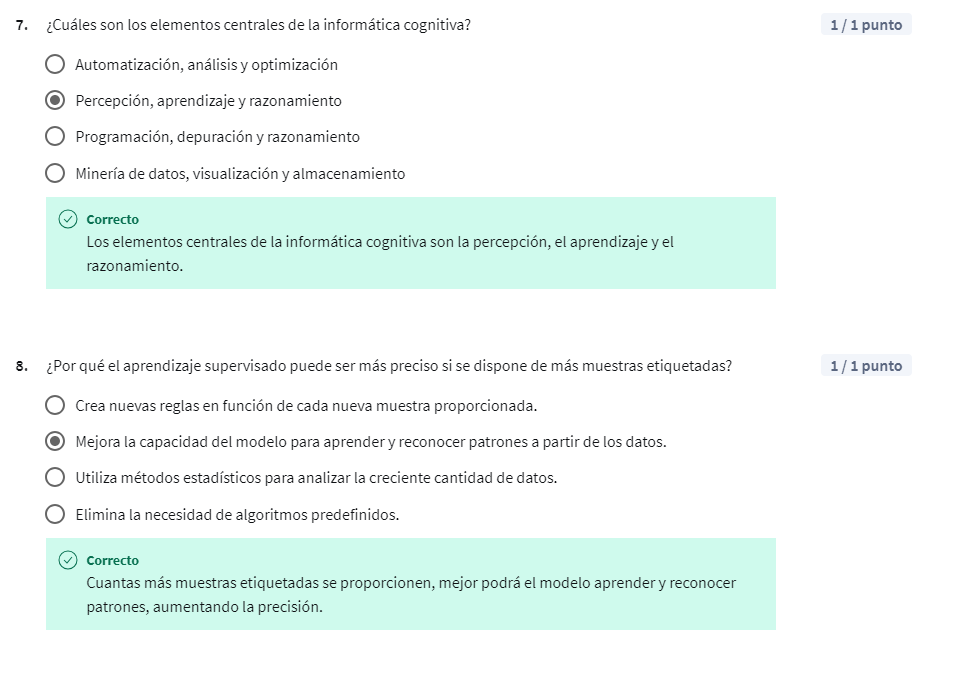 7. ¿Cuáles son los elementos centrales de la informática cognitiva? 1 / 1 punto
Automatización, análisis y optimización
Percepción, aprendizaje y razonamiento
Programación, depuración y razonamiento
Minería de datos, visualización y almacenamiento
Correcto
Los elementos centrales de la informática cognitiva son la percepción, el aprendizaje y el
razonamiento.
8. ¿Por qué el aprendizaje supervisado puede ser más preciso si se dispone de más muestras etiquetadas? 1 / 1 punto
Crea nuevas reglas en función de cada nueva muestra proporcionada.
Mejora la capacidad del modelo para aprender y reconocer patrones a partir de los datos.
Utiliza métodos estadísticos para analizar la creciente cantidad de datos.
Elimina la necesidad de algoritmos predefinidos.
Correcto
Cuantas más muestras etiquetadas se proporcionen, mejor podrá el modelo aprender y reconocer
patrones, aumentando la precisión.